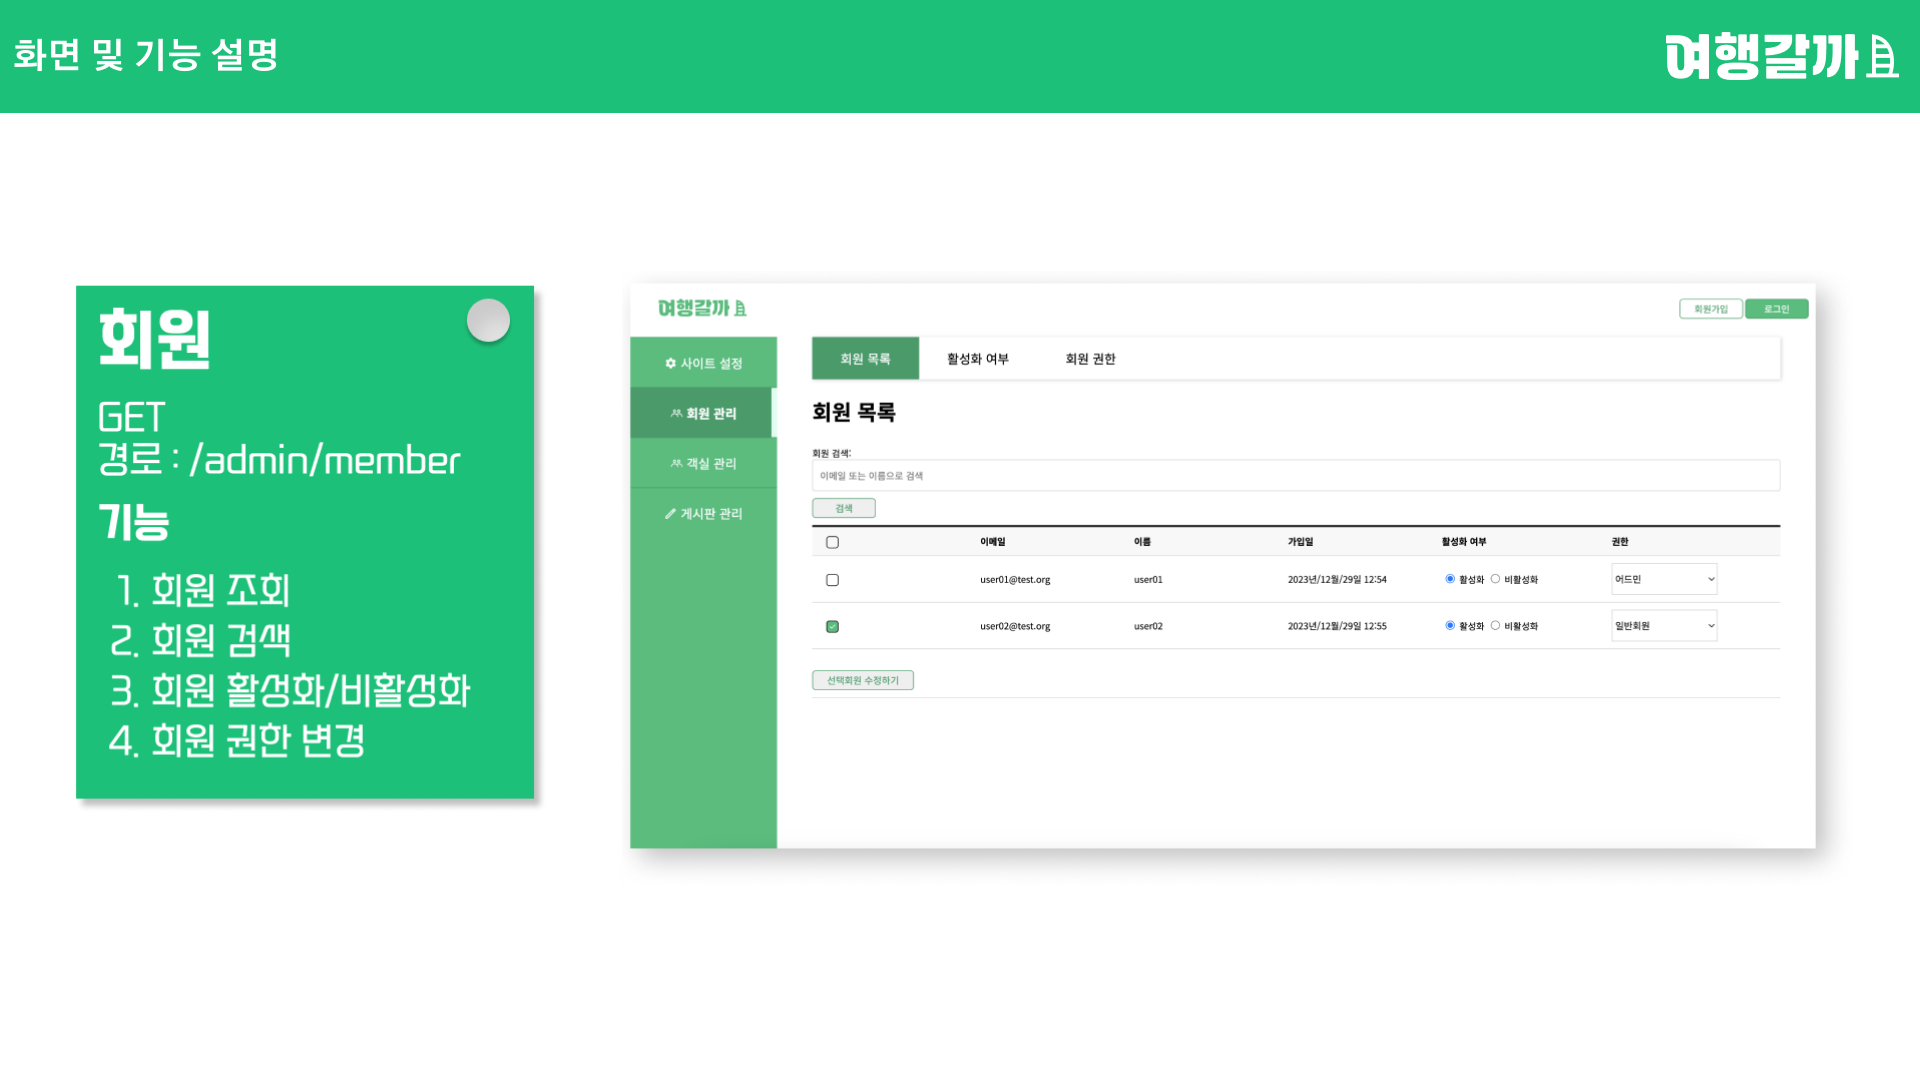 화면 및 기능 설명
여행갈까
회원
GET
경로 : /admin/member
기능
1. 회원 조회
2. 회원 검색
3. 회원 활성화/비활성화
4. 회원 권한 변경
여행갈까
회원가입 로그인
사이트 설정
회원 관리
객실 관리
게시판 관리
회원 목록 활성화 여부 회원 권한
회원 목록
회원 검색:
이메일 또는 이름으로 검색
검색
이메일 이름 가입일 활성화 여부 권한
user01@test.org user01 2023년/12월/29일 12:54 활성화 비활성화 어드민
user02@test.org user02 2023년/12월/29일 12:55 활성화 비활성화 일반회원
선택회원 수정하기